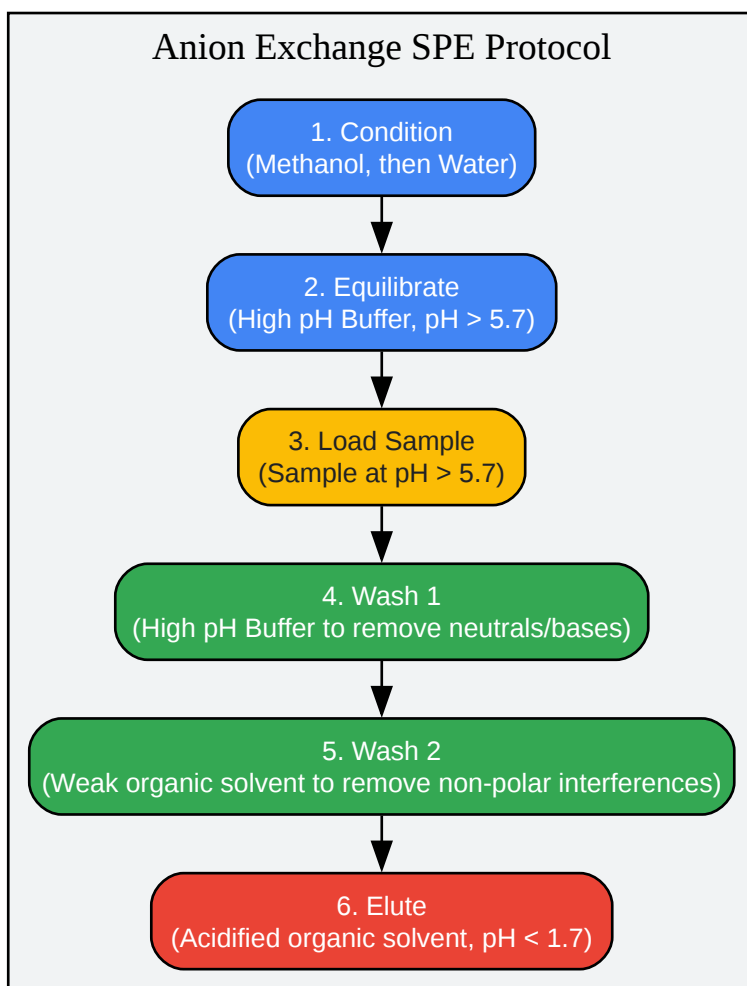 Anion Exchange SPE Protocol
1. Condition
(Methanol, then Water)
2. Equilibrate
(High pH Buffer, pH > 5.7)
3. Load Sample
(Sample at pH > 5.7)
4. Wash 1
(High pH Buffer to remove neutrals/bases)
5. Wash 2
(Weak organic solvent to remove non-polar interferences)
6. Elute
(Acidified organic solvent, pH < 1.7)